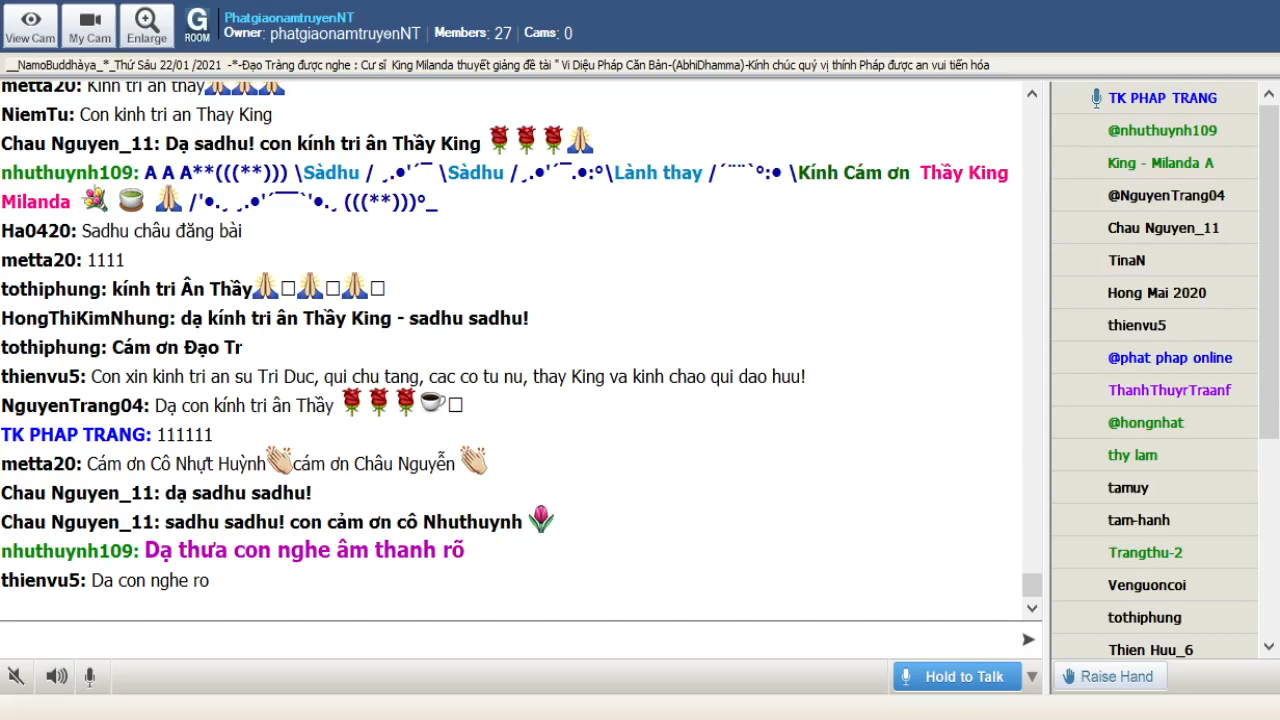 PhatgiaonamtruyenNT
Owner: phatgiaonamtruyenNT | Members: 27 | Cams: 0
View Cam
My Cam
Enlarge
G
ROOM
__NamoBuddhàya_*_Thứ Sáu 22/01 /2021 -*-Đạo Tràng được nghe : Cư sĩ King Milanda thuyết giảng đề tài " Vi Diệu Pháp Căn Bản-(AbhiDhamma)-Kính chúc quý vị thính Pháp được an vui tiến hóa
metta20: Kính tri ân thầy🙏🙏🙏
NiemTu: Con kinh tri an Thay King
Chau Nguyen_11: Dạ sadhu! con kính tri ân Thầy King 🌹🌹🌹🙏
nhuthuynh109: A A A**(((**))) \Sàdhu / ¸.•'´¯ \Sàdhu /¸.•'´¯.•:°\Lành thay /´¨¨`°:• \Kính Cám ơn Thầy King
Milanda 💐 🍵 🙏 /'•.¸ ¸.•'´¯¯`'•.¸ (((**)))°_
Ha0420: Sadhu châu đăng bài
metta20: 1111
tothiphung: kính tri Ân Thầy🙏□🙏□🙏□
HongThiKimNhung: dạ kính tri ân Thầy King - sadhu sadhu!
tothiphung: Cám ơn Đạo Tr
thienvu5: Con xin kinh tri an su Tri Duc, qui chu tang, cac co tu nu, thay King va kinh chao qui dao huu!
NguyenTrang04: Dạ con kính tri ân Thầy 🌹🌹🌹☕□
TK PHAP TRANG: 111111
metta20: Cám ơn Cô Nhựt Huỳnh👏cám ơn Châu Nguyễn 👏
Chau Nguyen_11: dạ sadhu sadhu!
Chau Nguyen_11: sadhu sadhu! con cảm ơn cô Nhuthuynh 🌷
nhuthuynh109: Dạ thưa con nghe âm thanh rõ
thienvu5: Da con nghe ro
TK PHAP TRANG
@nhuthuynh109
King - Milanda A
@NguyenTrang04
Chau Nguyen_11
TinaN
Hong Mai 2020
thienvu5
@phat phap online
ThanhThuyrTraanf
@hongnhat
thy lam
tamuy
tam-hanh
Trangthu-2
Venguoncoi
tothiphung
Thien Huu_6
Hold to Talk
Raise Hand